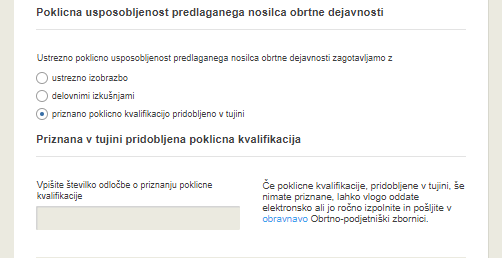 Poklicna usposobljenost predlaganega nosilca obrtne dejavnosti
Ustrezno poklicno usposobljenost predlaganega nosilca obrtne dejavnosti zagotavljamo z
ustrezno izobrazbo
delovnimi izkušnjami
priznano poklicno kvalifikacijo pridobljeno v tujini
Priznana v tujini pridobljena poklicna kvalifikacija
Vpišite številko odločbe o priznanju poklicne
kvalifikacije
Če poklicne kvalifikacije, pridobljene v tujini, še
nimate priznane, lahko vlogo oddate
elektronsko ali jo ročno izpolnite in pošljite v
obravnavo Obrtno-podjetniški zbornici.